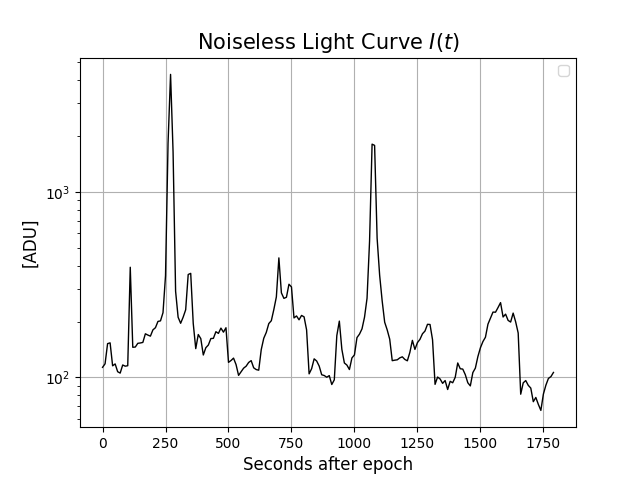 Noiseless Light Curve I(t)
[ADU]
10³
10²
0 250 500 750 1000 1250 1500 1750
Seconds after epoch